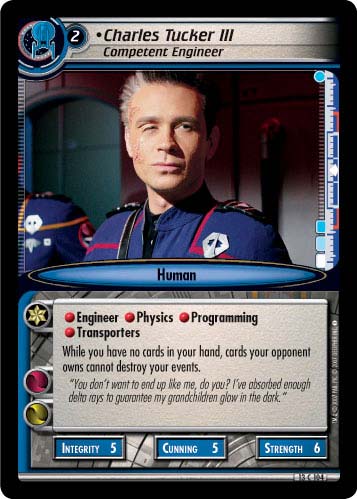 2 •Charles Tucker III
Competent Engineer
Human
•Engineer •Physics •Programming
•Transporters
While you have no cards in your hand, cards your opponent
owns cannot destroy your events.
"You don't want to end up like me, do you? I've absorbed enough
delta rays to guarantee my grandchildren glow in the dark."
INTEGRITY 5 CUNNING 5 STRENGTH 6
13 C 104